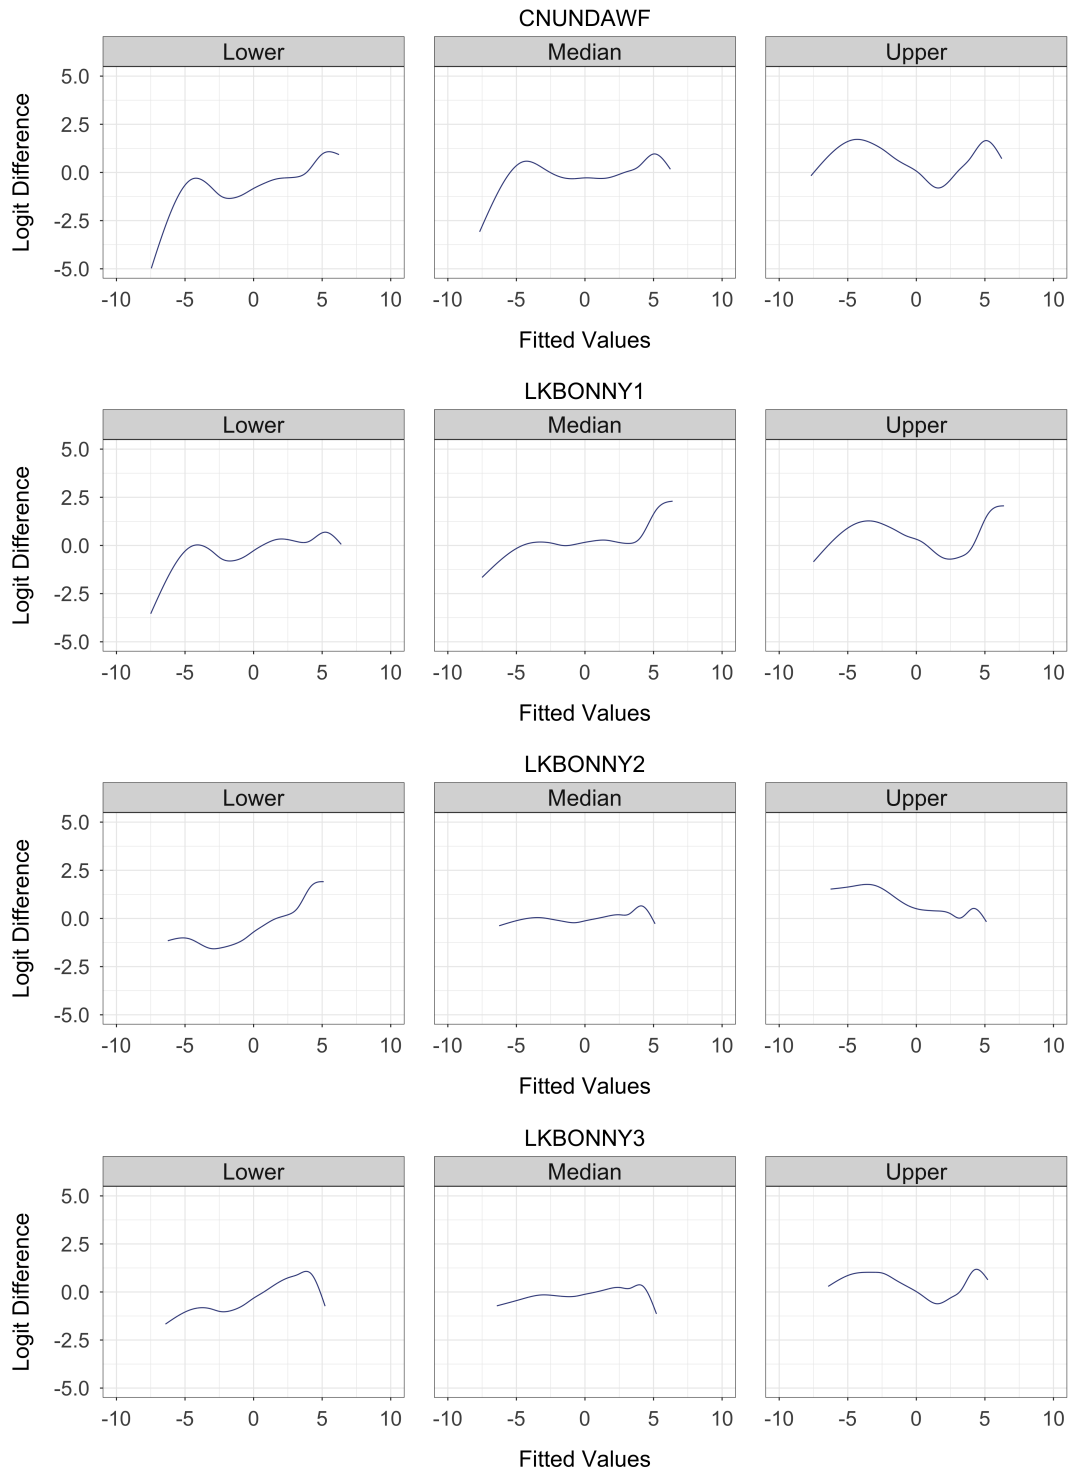 CNUNDAWF
Lower Median Upper
5.0
2.5
0.0
-2.5
-5.0
Logit Difference
-10 -5 0 5 10 -10 -5 0 5 10 -10 -5 0 5 10
Fitted Values
LKBONNY1
Lower Median Upper
5.0
2.5
0.0
-2.5
-5.0
Logit Difference
-10 -5 0 5 10 -10 -5 0 5 10 -10 -5 0 5 10
Fitted Values
LKBONNY2
Lower Median Upper
5.0
2.5
0.0
-2.5
-5.0
Logit Difference
-10 -5 0 5 10 -10 -5 0 5 10 -10 -5 0 5 10
Fitted Values
LKBONNY3
Lower Median Upper
5.0
2.5
0.0
-2.5
-5.0
Logit Difference
-10 -5 0 5 10 -10 -5 0 5 10 -10 -5 0 5 10
Fitted Values